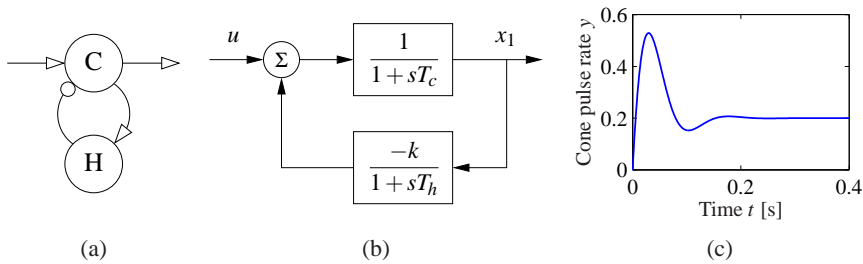 C
H
(a)
u
Σ
1
1 + sT_c
x_1
−k
1 + sT_h
(b)
Cone pulse rate y
0.6
0.4
0.2
0
0
0.2
0.4
Time t [s]
(c)